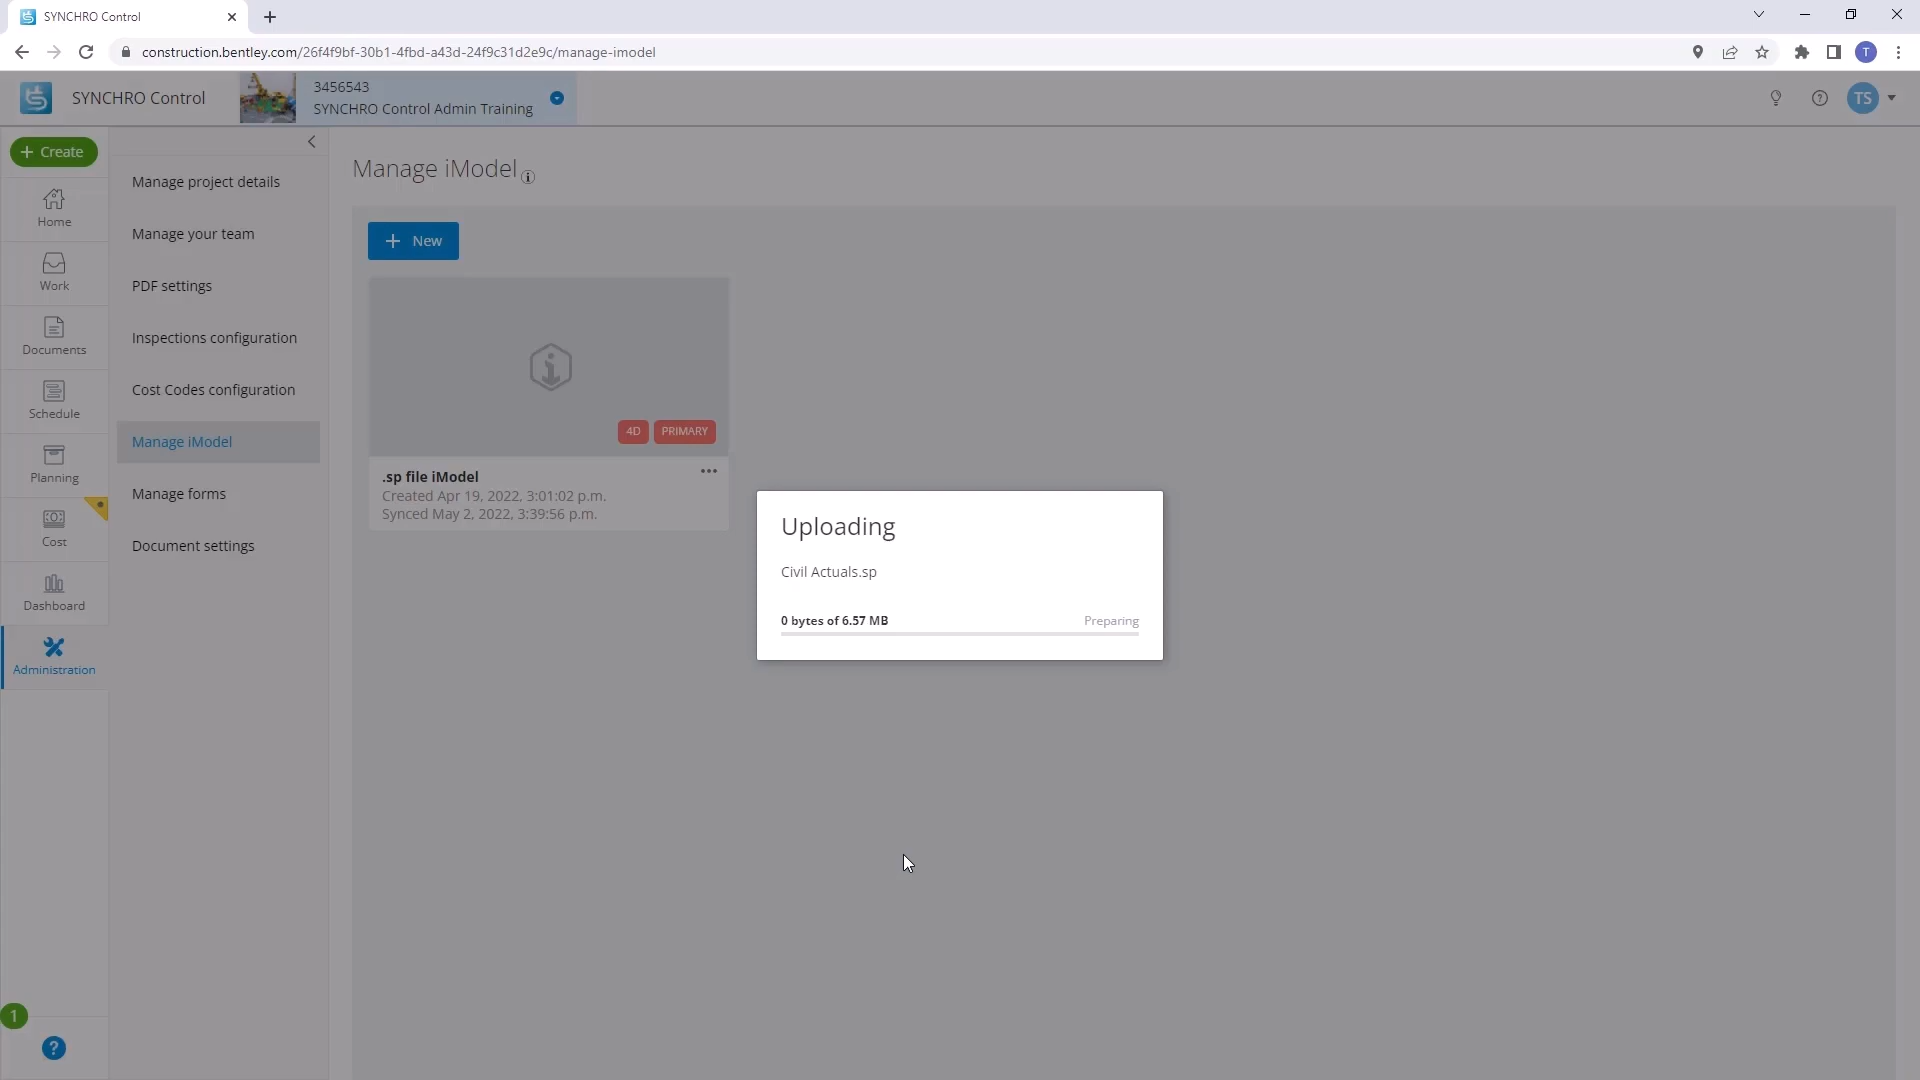 SYNCHRO Control
construction.bentley.com/26f4f9bf-30b1-4fbd-a43d-24f9c31d2e9c/manage-imodel
T
SYNCHRO Control
3456543
SYNCHRO Control Admin Training
TS
+ Create
Home
Work
Documents
Schedule
Planning
Cost
Dashboard
Administration
1
?
Manage project details
Manage your team
PDF settings
Inspections configuration
Cost Codes configuration
Manage iModel
Manage forms
Document settings
Manage iModel
+ New
4D PRIMARY
.sp file iModel
Created Apr 19, 2022, 3:01:02 p.m.
Synced May 2, 2022, 3:39:56 p.m.
Uploading
Civil Actuals.sp
0 bytes of 6.57 MB Preparing